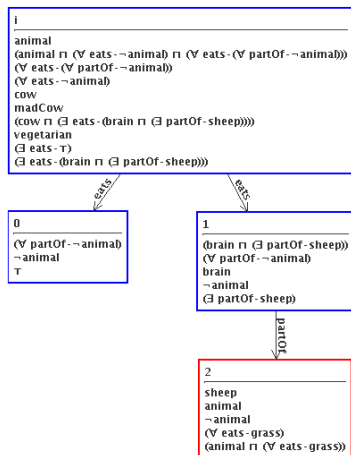 i
animal
(animal ⊓ (∀ eats-¬animal) ⊓ (∀ eats-(∀ partOf-¬animal)))
(∀ eats-(∀ partOf-¬animal))
(∀ eats-¬animal)
cow
madCow
(cow ⊓ (∃ eats-(brain ⊓ (∃ partOf-sheep))))
vegetarian
(∃ eats-⊤)
(∃ eats-(brain ⊓ (∃ partOf-sheep)))
eats
eats
0
(∀ partOf-¬animal)
¬animal
⊤
1
(brain ⊓ (∃ partOf-sheep))
(∀ partOf-¬animal)
brain
¬animal
(∃ partOf-sheep)
partOf
2
sheep
animal
¬animal
(∀ eats-grass)
(animal ⊓ (∀ eats-grass))